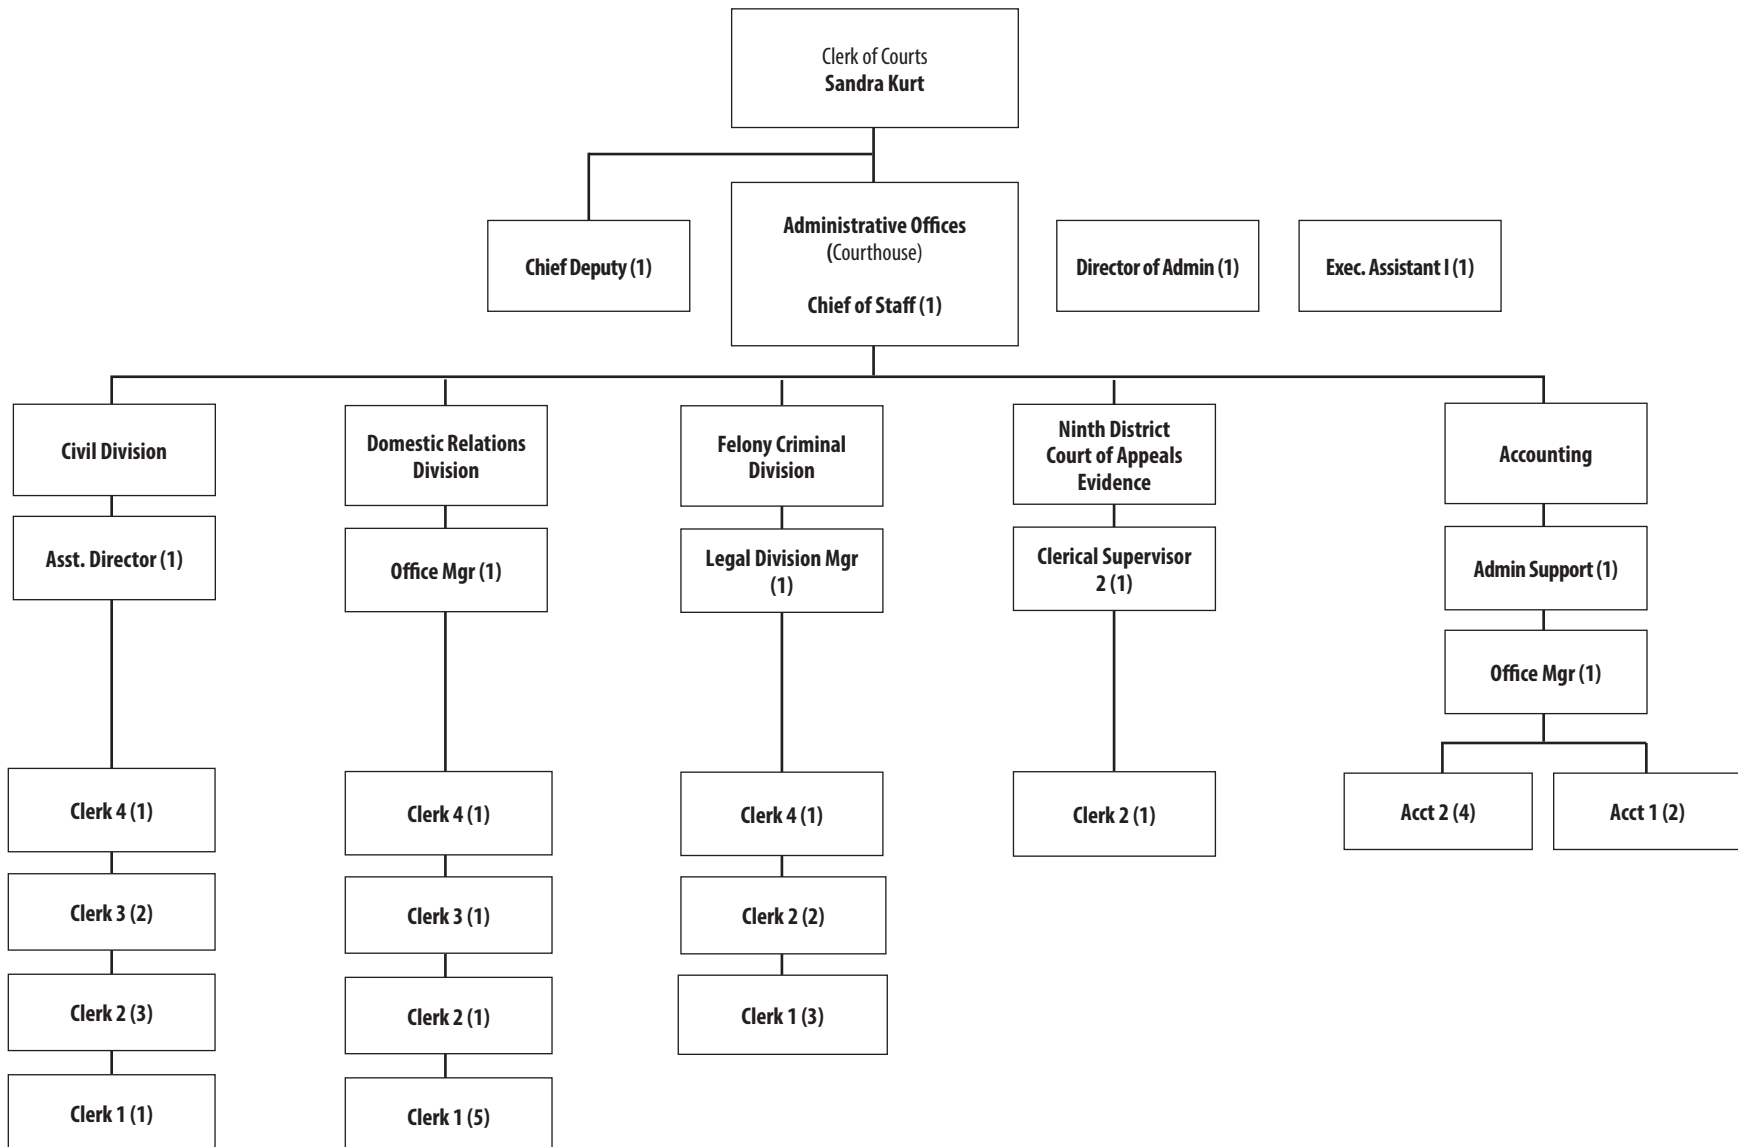 Clerk of Courts
Sandra Kurt
Chief Deputy (1)
Administrative Offices
(Courthouse)
Chief of Staff (1)
Director of Admin (1)
Exec. Assistant I (1)
Civil Division
Domestic Relations
Division
Felony Criminal
Division
Ninth District
Court of Appeals
Evidence
Accounting
Asst. Director (1)
Office Mgr (1)
Legal Division Mgr
(1)
Clerical Supervisor
2 (1)
Admin Support (1)
Office Mgr (1)
Clerk 4 (1)
Clerk 4 (1)
Clerk 4 (1)
Clerk 2 (1)
Acct 2 (4)
Acct 1 (2)
Clerk 3 (2)
Clerk 3 (1)
Clerk 2 (2)
Clerk 2 (3)
Clerk 2 (1)
Clerk 1 (3)
Clerk 1 (1)
Clerk 1 (5)